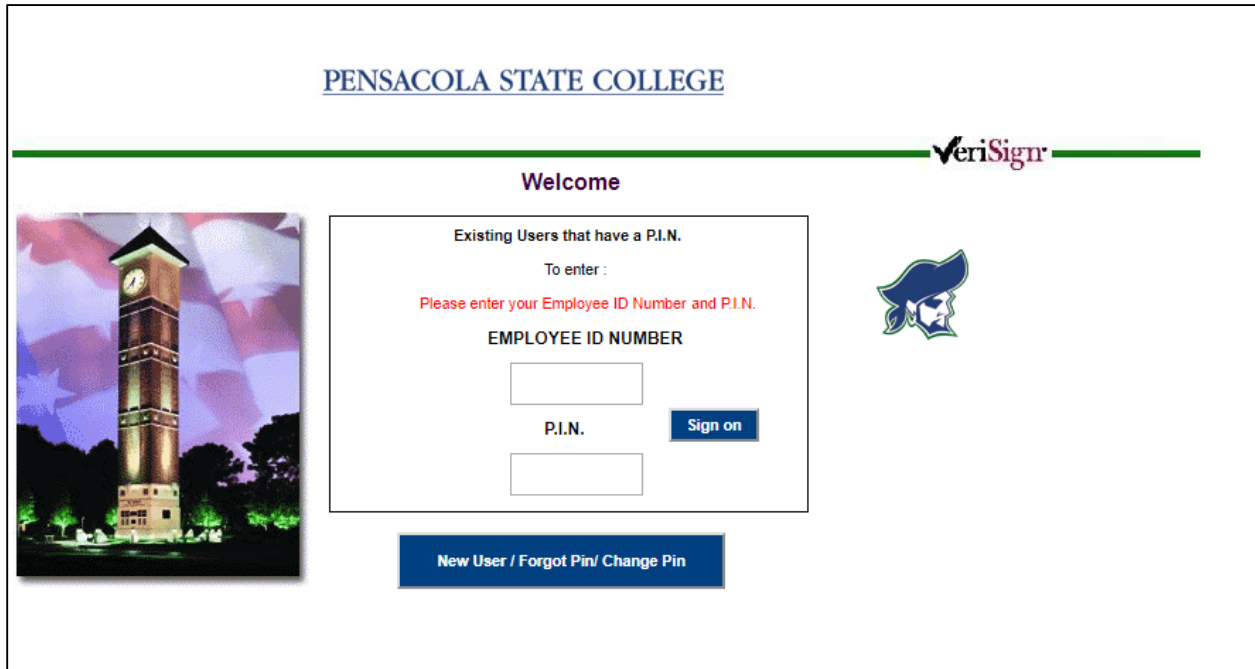 PENSACOLA STATE COLLEGE
VeriSign
Welcome
Existing Users that have a P.I.N.
To enter :
Please enter your Employee ID Number and P.I.N.
EMPLOYEE ID NUMBER
P.I.N.
Sign on
New User / Forgot Pin/ Change Pin